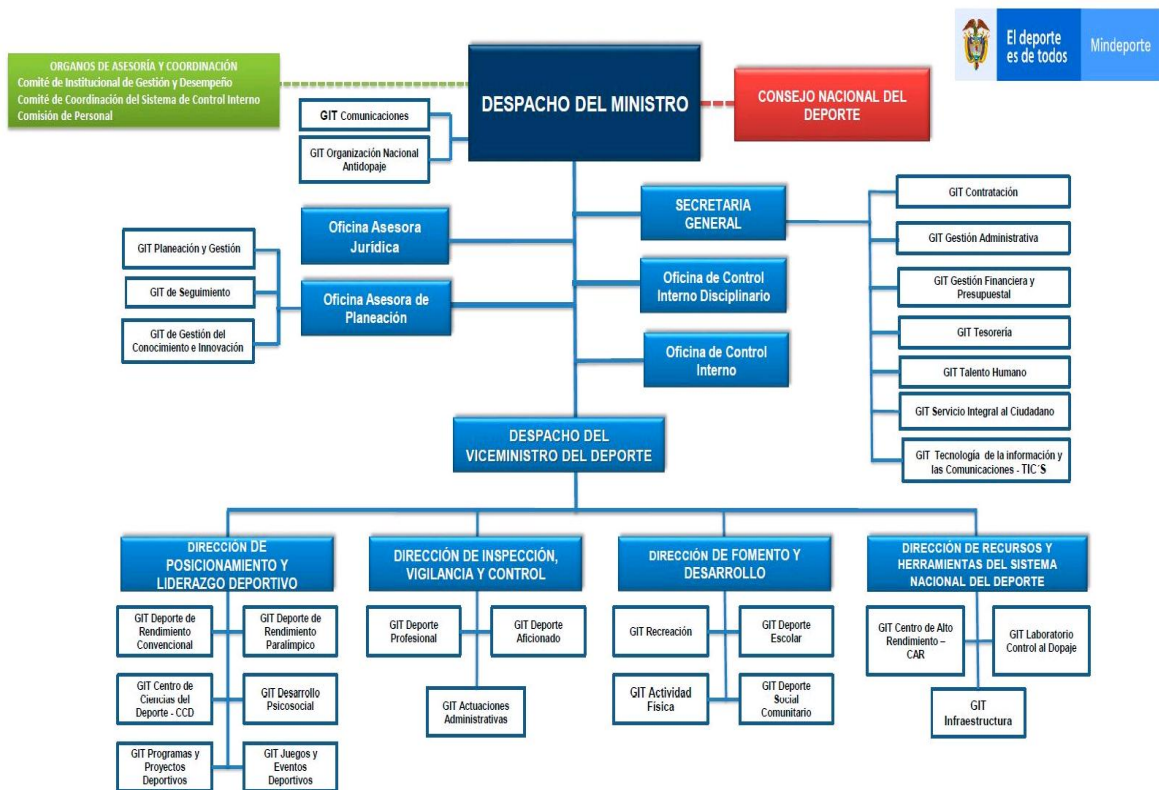 El deporte
es de todos
Mindeporte
ORGANOS DE ASESORÍA Y COORDINACIÓN
Comité de Institucional de Gestión y Desempeño
Comité de Coordinación del Sistema de Control Interno
Comisión de Personal
DESPACHO DEL MINISTRO
CONSEJO NACIONAL DEL
DEPORTE
GIT Comunicaciones
GIT Organización Nacional
Antidopaje
Oficina Asesora
Jurídica
SECRETARIA
GENERAL
GIT Planeación y Gestión
GIT de Seguimiento
GIT de Gestión del
Conocimiento e Innovación
Oficina Asesora de
Planeación
Oficina de Control
Interno Disciplinario
Oficina de Control
Interno
GIT Contratación
GIT Gestión Administrativa
GIT Gestión Financiera y
Presupuestal
GIT Tesorería
GIT Talento Humano
GIT Servicio Integral al Ciudadano
GIT Tecnología de la información y
las Comunicaciones - TIC´S
DESPACHO DEL
VICEMINISTRO DEL DEPORTE
DIRECCIÓN DE
POSICIONAMIENTO Y
LIDERAZGO DEPORTIVO
GIT Deporte de
Rendimiento
Convencional
GIT Deporte de
Rendimiento
Paralímpico
GIT Centro de
Ciencias del
Deporte - CCD
GIT Desarrollo
Psicosocial
GIT Programas y
Proyectos
Deportivos
GIT Juegos y
Eventos
Deportivos
DIRECCIÓN DE INSPECCIÓN,
VIGILANCIA Y CONTROL
GIT Deporte
Profesional
GIT Deporte
Aficionado
GIT Actuaciones
Administrativas
DIRECCIÓN DE FOMENTO Y
DESARROLLO
GIT Recreación
GIT Deporte
Escolar
GIT Actividad
Física
GIT Deporte
Social
Comunitario
DIRECCIÓN DE RECURSOS Y
HERRAMIENTAS DEL SISTEMA
NACIONAL DEL DEPORTE
GIT Centro de Alto
Rendimiento –
CAR
GIT Laboratorio
Control al Dopaje
GIT
Infraestructura